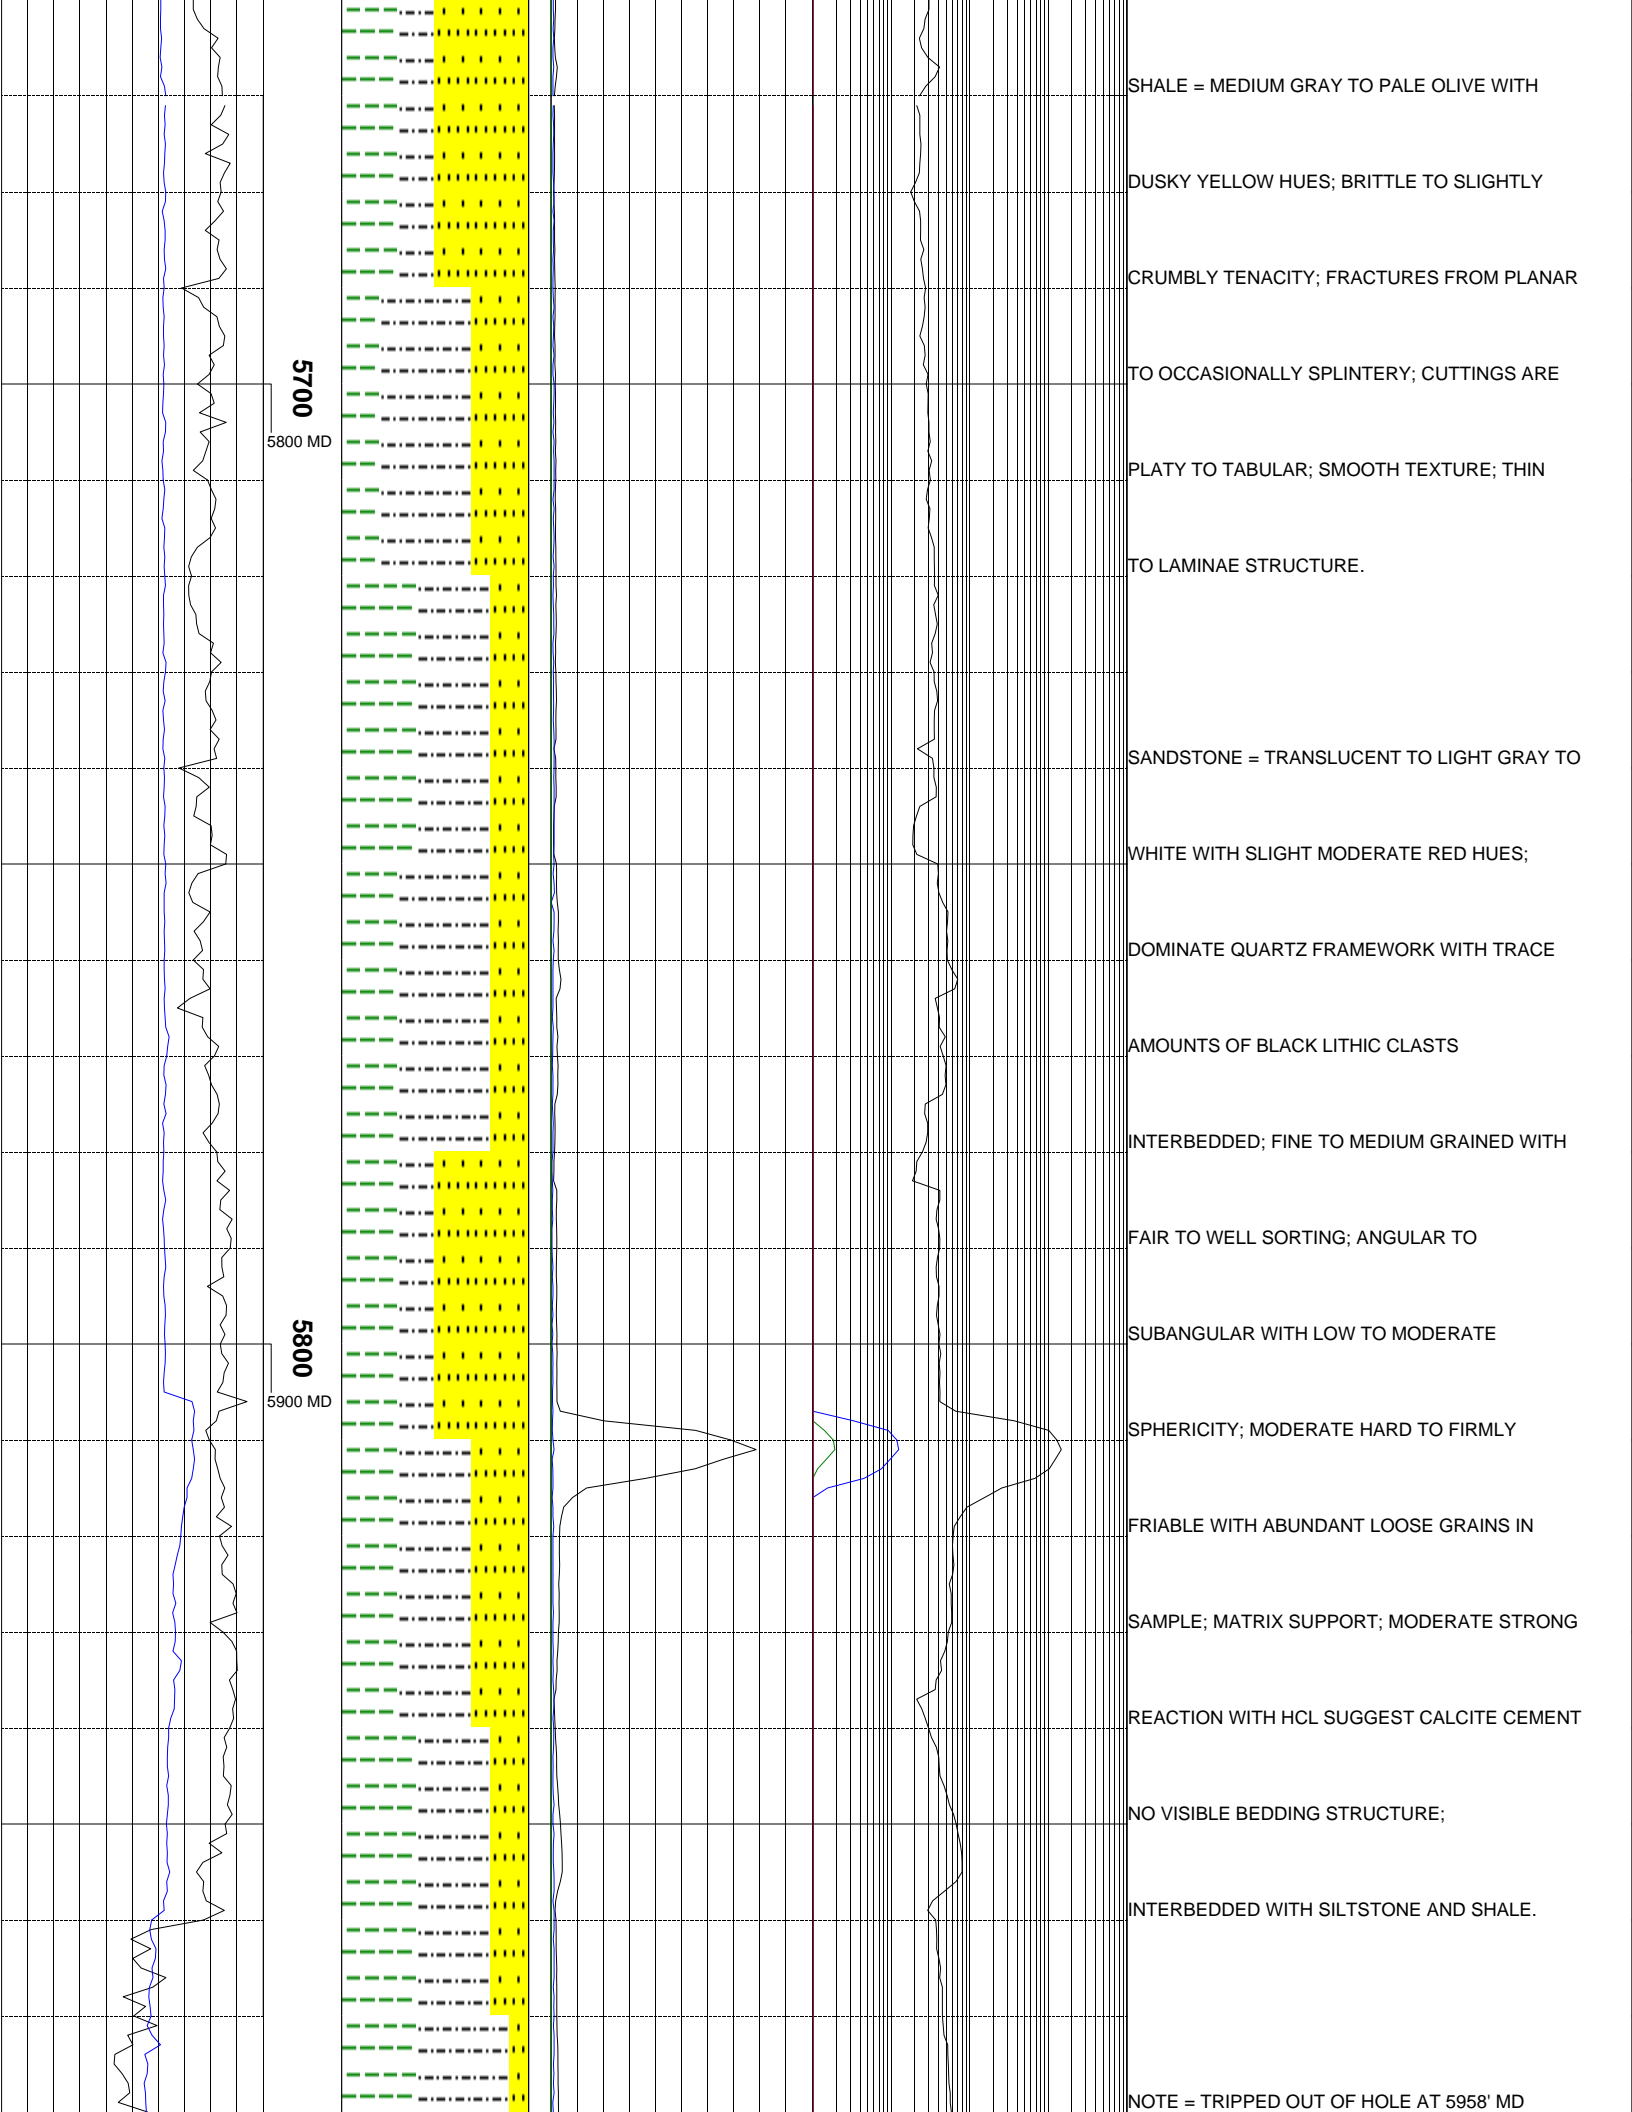 SHALE = MEDIUM GRAY TO PALE OLIVE WITH
DUSKY YELLOW HUES; BRITTLE TO SLIGHTLY
CRUMBLY TENACITY; FRACTURES FROM PLANAR
5700
TO OCCASIONALLY SPLINTERY; CUTTINGS ARE
5800 MD
PLATY TO TABULAR; SMOOTH TEXTURE; THIN
TO LAMINAE STRUCTURE.
SANDSTONE = TRANSLUCENT TO LIGHT GRAY TO
WHITE WITH SLIGHT MODERATE RED HUES;
DOMINATE QUARTZ FRAMEWORK WITH TRACE
AMOUNTS OF BLACK LITHIC CLASTS
INTERBEDDED; FINE TO MEDIUM GRAINED WITH
FAIR TO WELL SORTING; ANGULAR TO
5800
SUBANGULAR WITH LOW TO MODERATE
5900 MD
SPHERICITY; MODERATE HARD TO FIRMLY
FRIABLE WITH ABUNDANT LOOSE GRAINS IN
SAMPLE; MATRIX SUPPORT; MODERATE STRONG
REACTION WITH HCL SUGGEST CALCITE CEMENT
NO VISIBLE BEDDING STRUCTURE;
INTERBEDDED WITH SILTSTONE AND SHALE.
NOTE = TRIPPED OUT OF HOLE AT 5958' MD